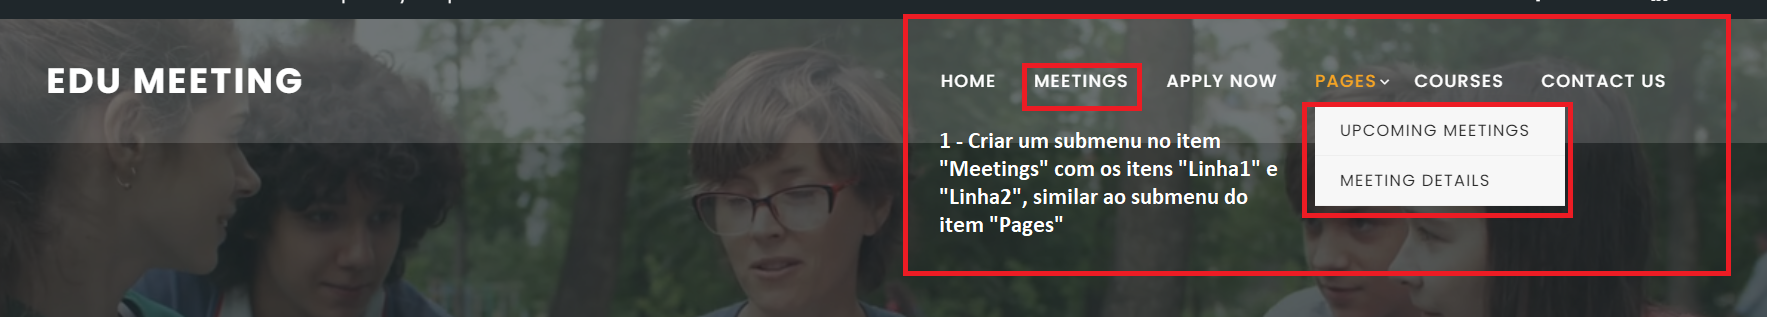 EDU MEETING
HOME MEETINGS APPLY NOW PAGES COURSES CONTACT US
UPCOMING MEETINGS
MEETING DETAILS
1 - Criar um submenu no item
"Meetings" com os itens "Linha1" e
"Linha2", similar ao submenu do
item "Pages"